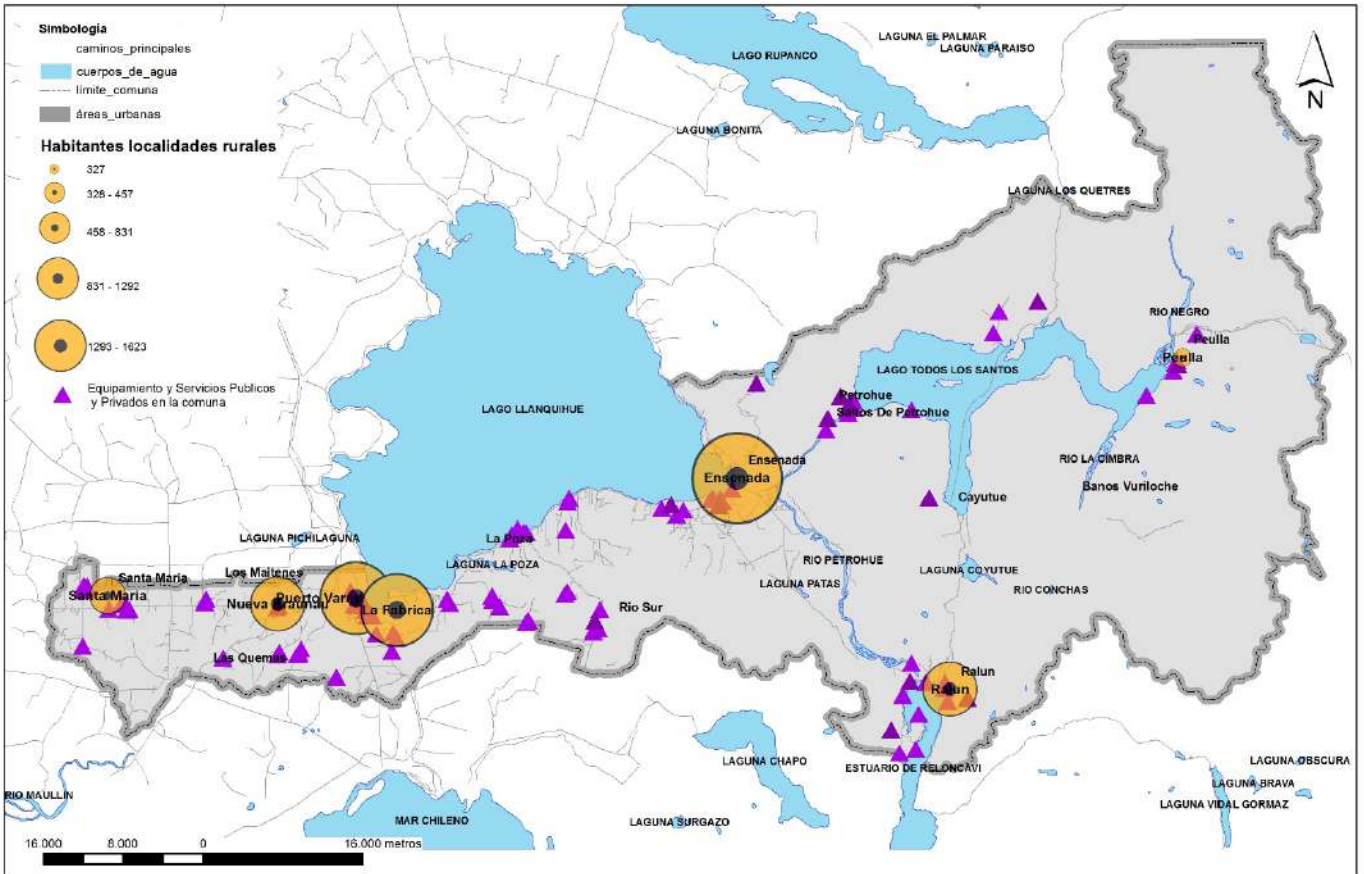 Simbología
caminos_principales
cuerpos_de_agua
límite_comuna
áreas_urbanas
Habitantes localidades rurales
327
328 - 457
458 - 831
831 - 1292
1293 - 1623
Equipamiento y Servicios Publicos
y Privados en la comuna
LAGUNA EL PALMAR
LAGUNA PARAISO
LAGO RUPANCO
N
LAGUNA BONITA
LAGUNA LOS QUETRES
RIO NEGRO
Peulla
Peulla
LAGO TODOS LOS SANTOS
Petrohue
Saltos De Petrohue
LAGO LLANQUIHUE
RIO LA CIMBRA
Ensenada
Ensenada
Banos Vuriloche
Cayutue
LAGUNA PICHILAGUNA
La Poza
LAGUNA LA POZA
RIO PETROHUE
LAGUNA COYUTUE
LAGUNA PATAS
RIO CONCHAS
Santa Maria
Los Maitenes
Santa Maria
Nueva Braunau
Puerto Varas
La Fabrica
Rio Sur
Las Quemas
Ralun
Ralun
ESTUARIO DE RELONCAVI
LAGUNA CHAPO
LAGUNA OBSCURA
LAGUNA BRAVA
RIO MAULLIN
LAGUNA VIDAL GORMAZ
MAR CHILENO
LAGUNA SURGAZO
16.000 8.000 0 16.000 metros